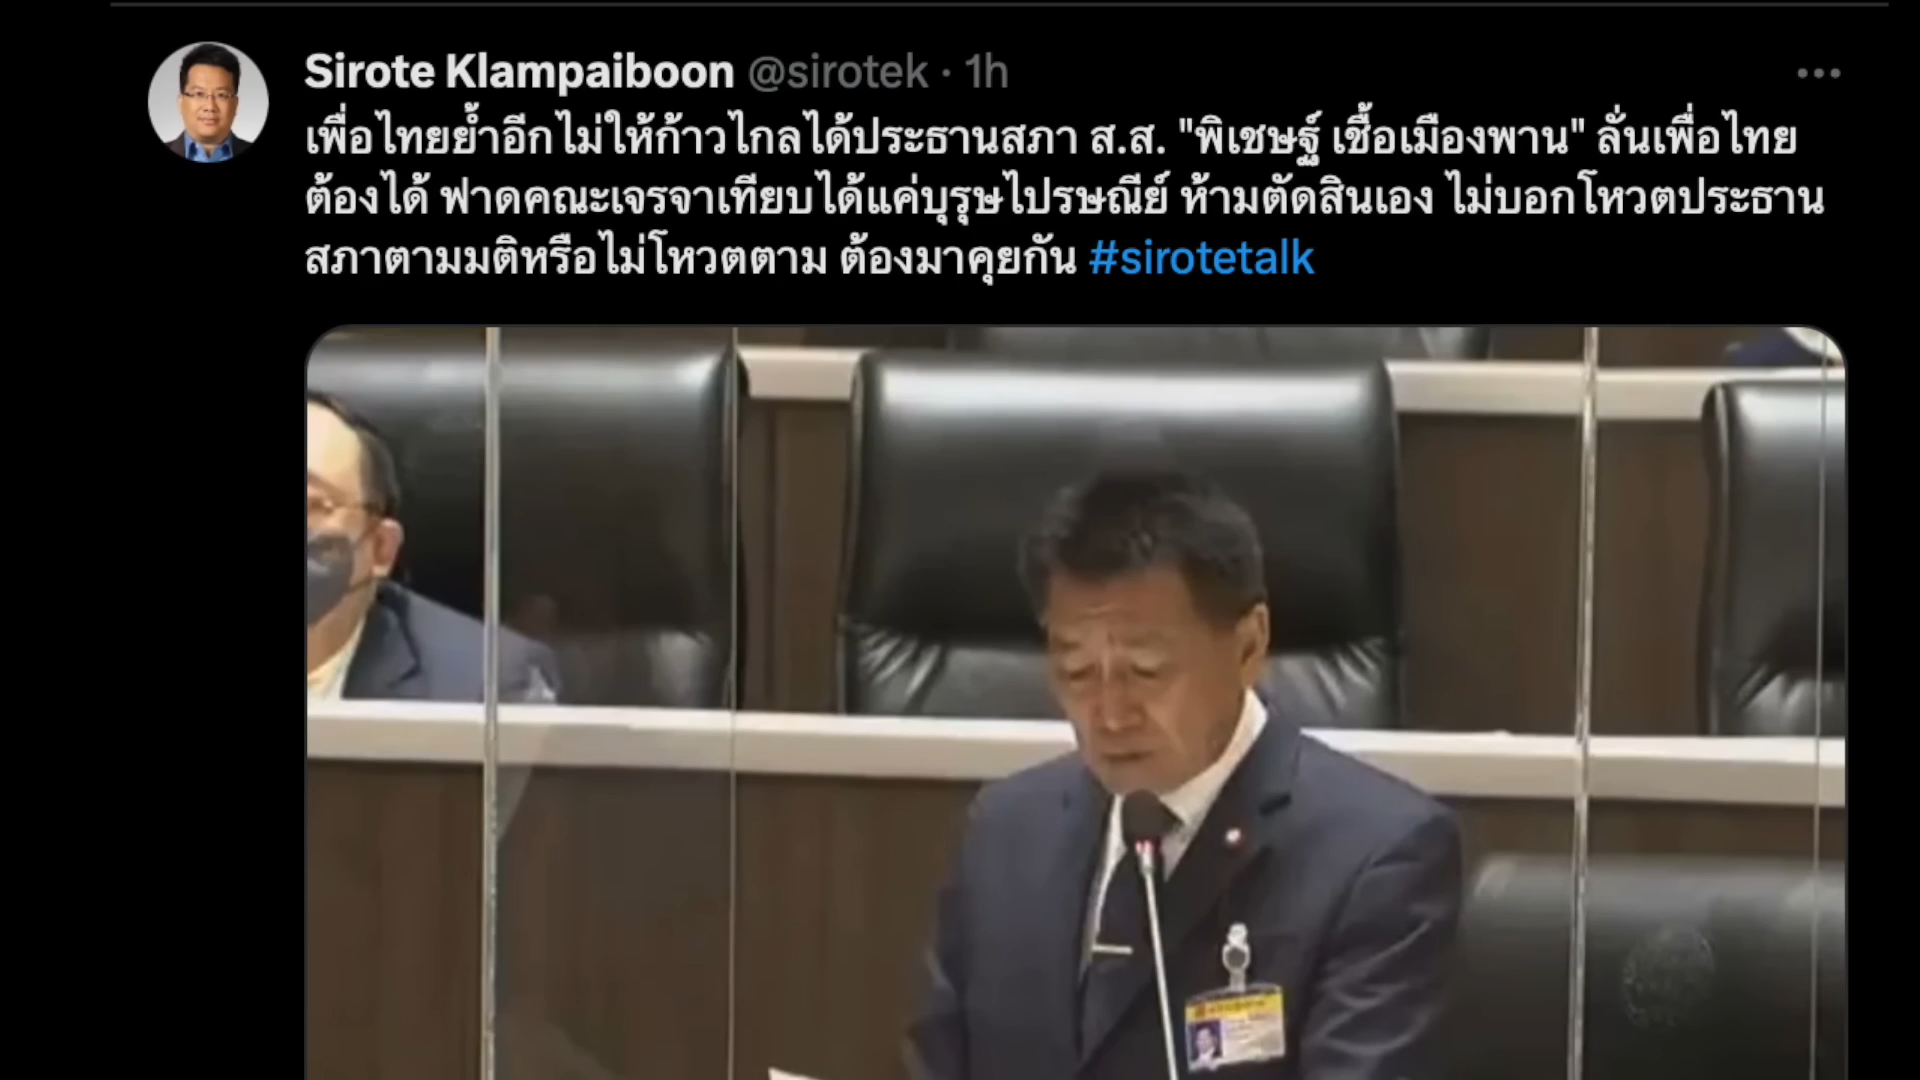 Sirote Klampaiboon @sirotek · 1h
เพื่อไทยย้ำอีกไม่ให้ก้าวไกลได้ประธานสภา ส.ส. "พิเชษฐ์ เชื้อเมืองพาน" ลั่นเพื่อไทย
ต้องได้ ฟาดคณะเจรจาเทียบได้แค่บุรุษไปรษณีย์ ห้ามตัดสินเอง ไม่บอกโหวตประธาน
สภาตามมติหรือไม่โหวตตาม ต้องมาคุยกัน #sirotetalk